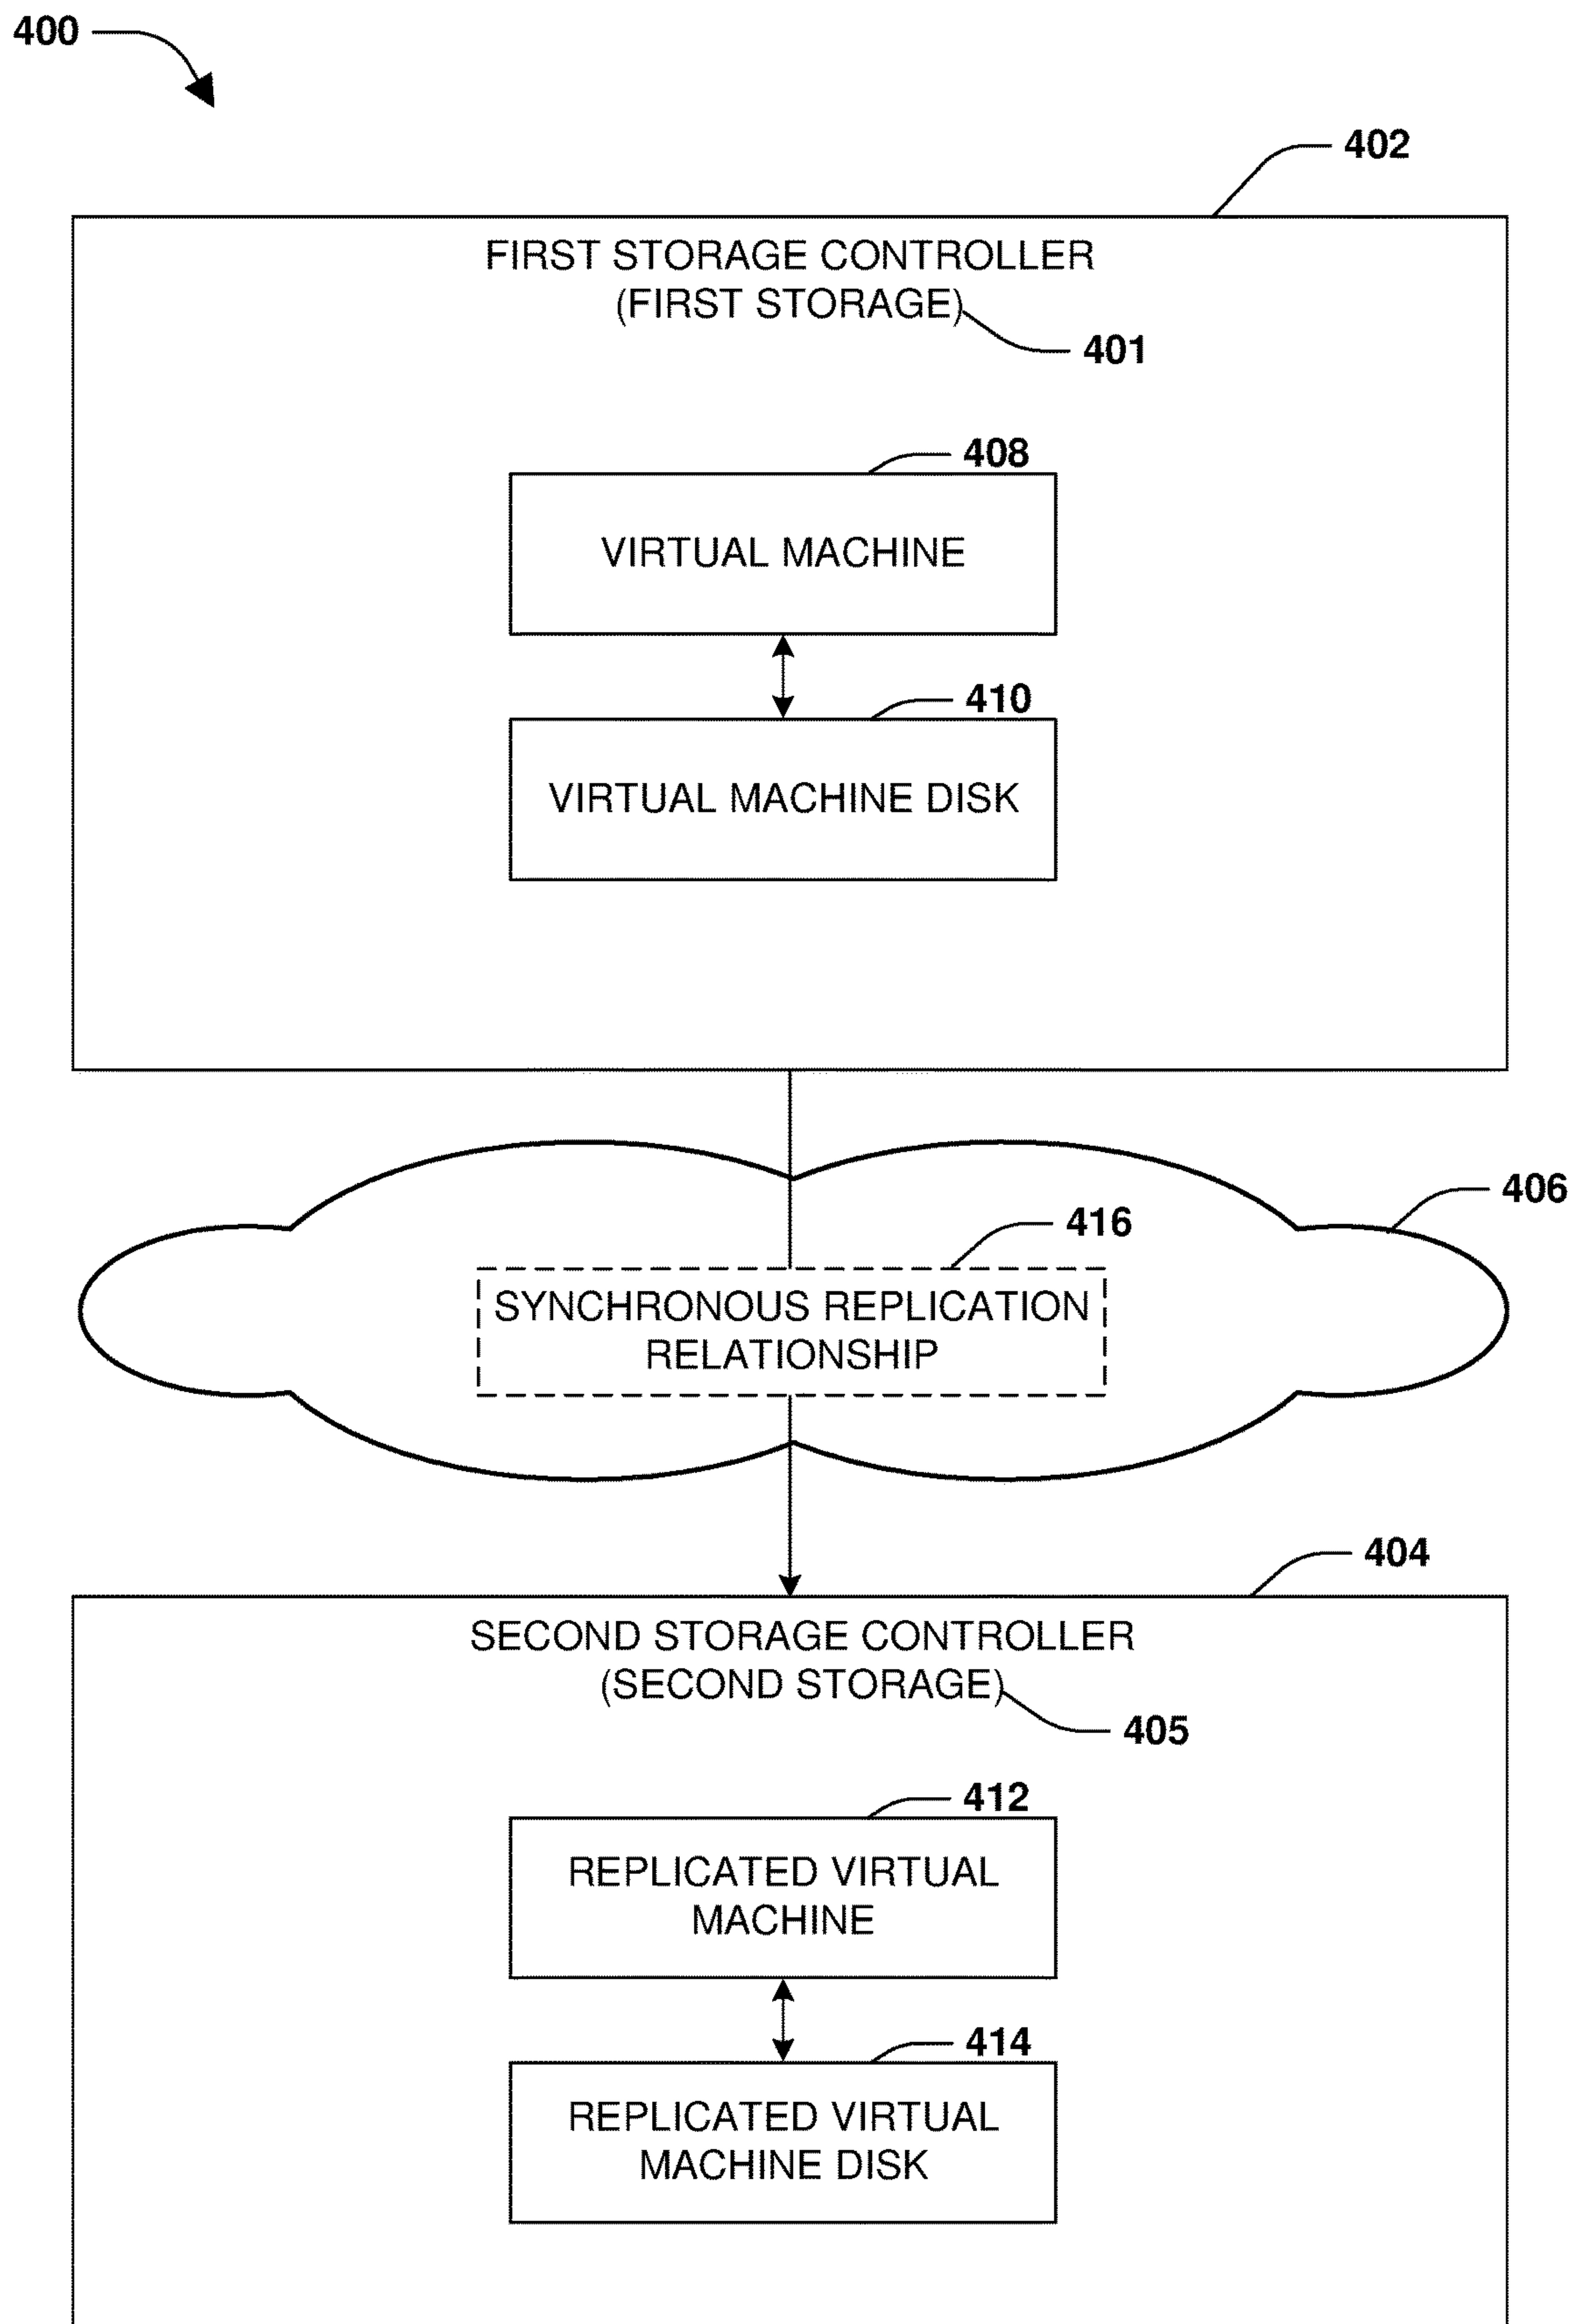 400
402
FIRST STORAGE CONTROLLER
(FIRST STORAGE)
401
408
VIRTUAL MACHINE
410
VIRTUAL MACHINE DISK
406
416
SYNCHRONOUS REPLICATION
RELATIONSHIP
404
SECOND STORAGE CONTROLLER
(SECOND STORAGE)
405
412
REPLICATED VIRTUAL
MACHINE
414
REPLICATED VIRTUAL
MACHINE DISK